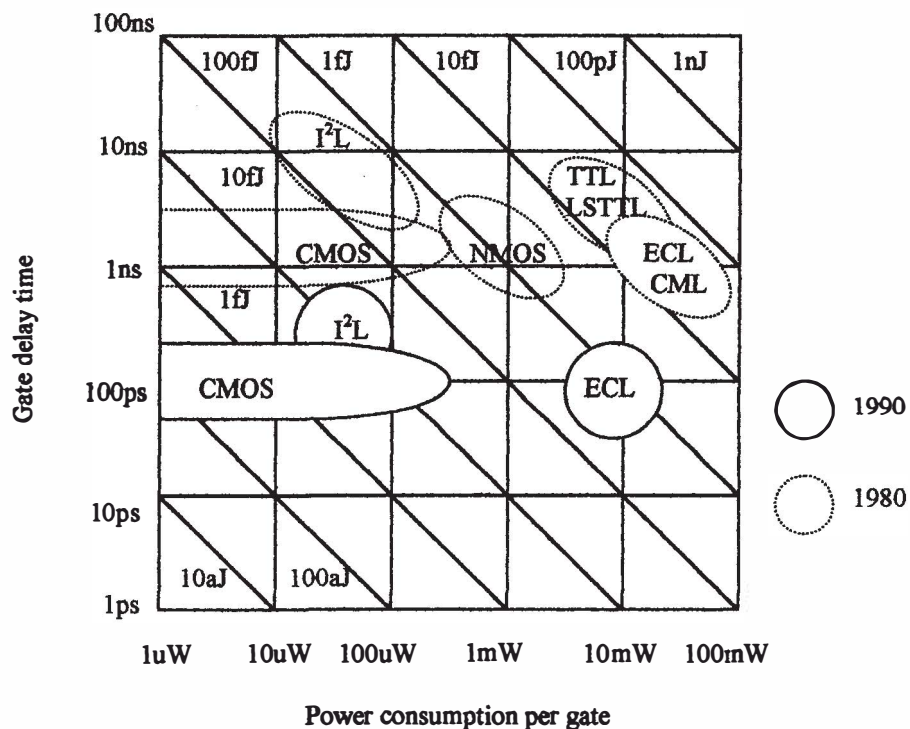 100ns
100fJ 1fJ 10fJ 100pJ 1nJ
I²L
10ns
10fJ
TTL
LSTTL
CMOS NMOS ECL
CML
1ns
1fJ
I²L
Gate delay time
100ps
CMOS
ECL
1990
10ps
1980
10aJ 100aJ
1ps
1uW 10uW 100uW 1mW 10mW 100mW
Power consumption per gate